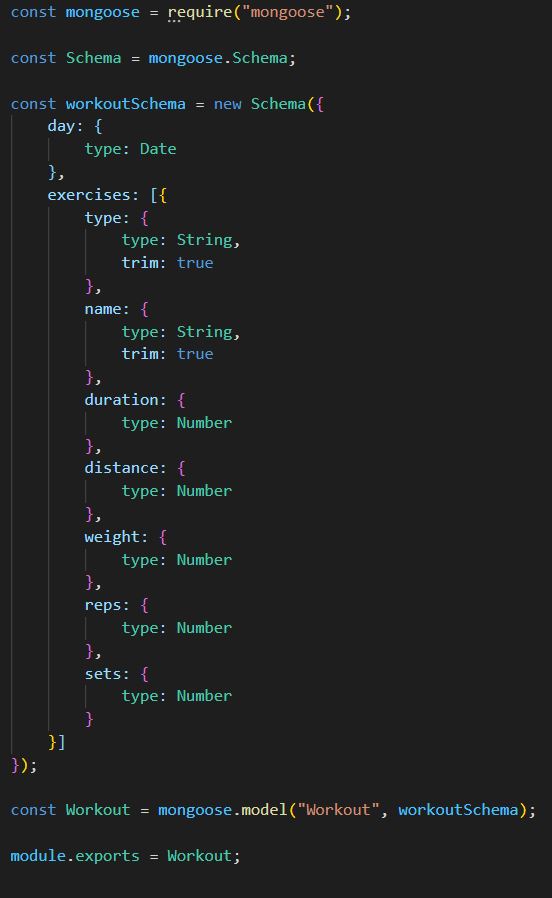 const mongoose = require("mongoose");
const Schema = mongoose.Schema;
const workoutSchema = new Schema({
    day: {
        type: Date
    },
    exercises: [{
        type: {
            type: String,
            trim: true
        },
        name: {
            type: String,
            trim: true
        },
        duration: {
            type: Number
        },
        distance: {
            type: Number
        },
        weight: {
            type: Number
        },
        reps: {
            type: Number
        },
        sets: {
            type: Number
        }
    }]
});
const Workout = mongoose.model("Workout", workoutSchema);
module.exports = Workout;